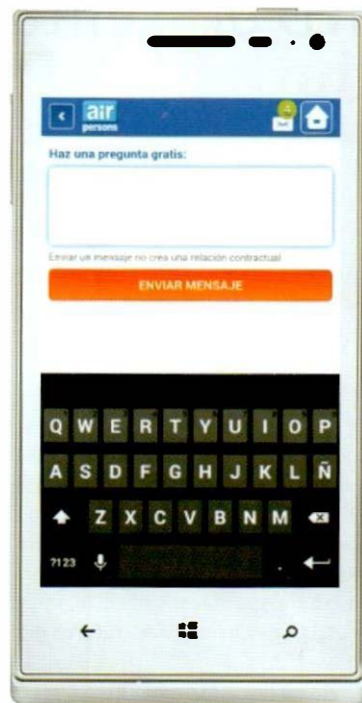 air
persons
Haz una pregunta gratis:
Enviar un mensaje no crea una relación contractual
ENVIAR MENSAJE
Q W E R T Y U I O P
A S D F G H J K L Ñ
Z X C V B N M
?123 .